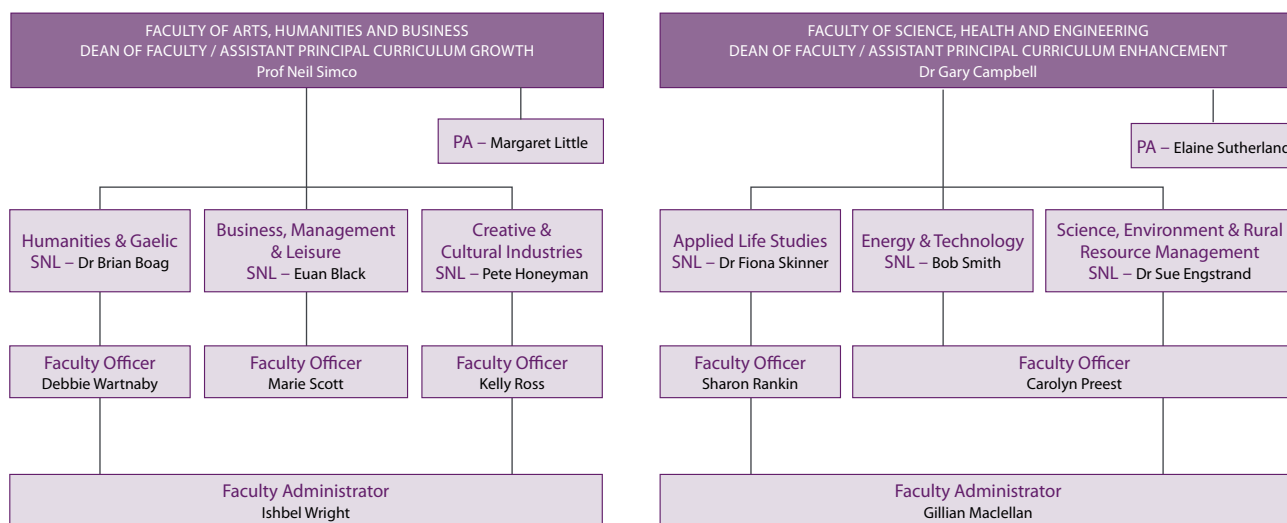 FACULTY OF ARTS, HUMANITIES AND BUSINESS
DEAN OF FACULTY / ASSISTANT PRINCIPAL CURRICULUM GROWTH
Prof Neil Simco
PA – Margaret Little
Humanities & Gaelic
SNL – Dr Brian Boag
Business, Management
& Leisure
SNL – Euan Black
Creative &
Cultural Industries
SNL – Pete Honeyman
Faculty Officer
Debbie Wartnaby
Faculty Officer
Marie Scott
Faculty Officer
Kelly Ross
Faculty Administrator
Ishbel Wright
FACULTY OF SCIENCE, HEALTH AND ENGINEERING
DEAN OF FACULTY / ASSISTANT PRINCIPAL CURRICULUM ENHANCEMENT
Dr Gary Campbell
PA – Elaine Sutherland
Applied Life Studies
SNL – Dr Fiona Skinner
Energy & Technology
SNL – Bob Smith
Science, Environment & Rural
Resource Management
SNL – Dr Sue Engstrand
Faculty Officer
Sharon Rankin
Faculty Officer
Carolyn Preest
Faculty Administrator
Gillian Maclellan